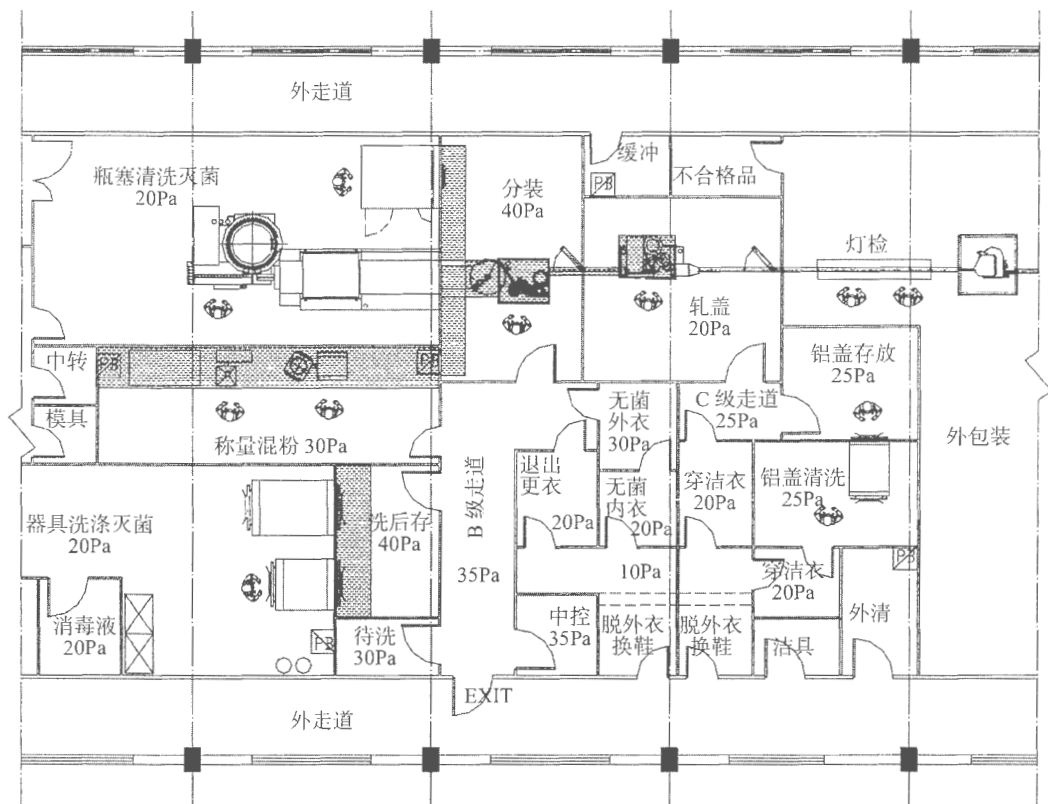 外走道
瓶塞清洗灭菌
20Pa
分装
40Pa
缓冲
PB
不合格品
灯检
轧盖
20Pa
中转
PB
PB
模具
称量混粉 30Pa
铝盖存放
25Pa
无菌
外衣
30Pa
C 级走道
25Pa
外包装
器具洗涤灭菌
20Pa
洗后存
40Pa
B 级走道
35Pa
退出
更衣
20Pa
无菌
内衣
20Pa
穿洁衣
20Pa
铝盖清洗
25Pa
PB
10Pa
穿洁衣
20Pa
消毒液
20Pa
PB
待洗
30Pa
中控
35Pa
脱外衣
换鞋
脱外衣
换鞋
洁具
外清
EXIT
外走道